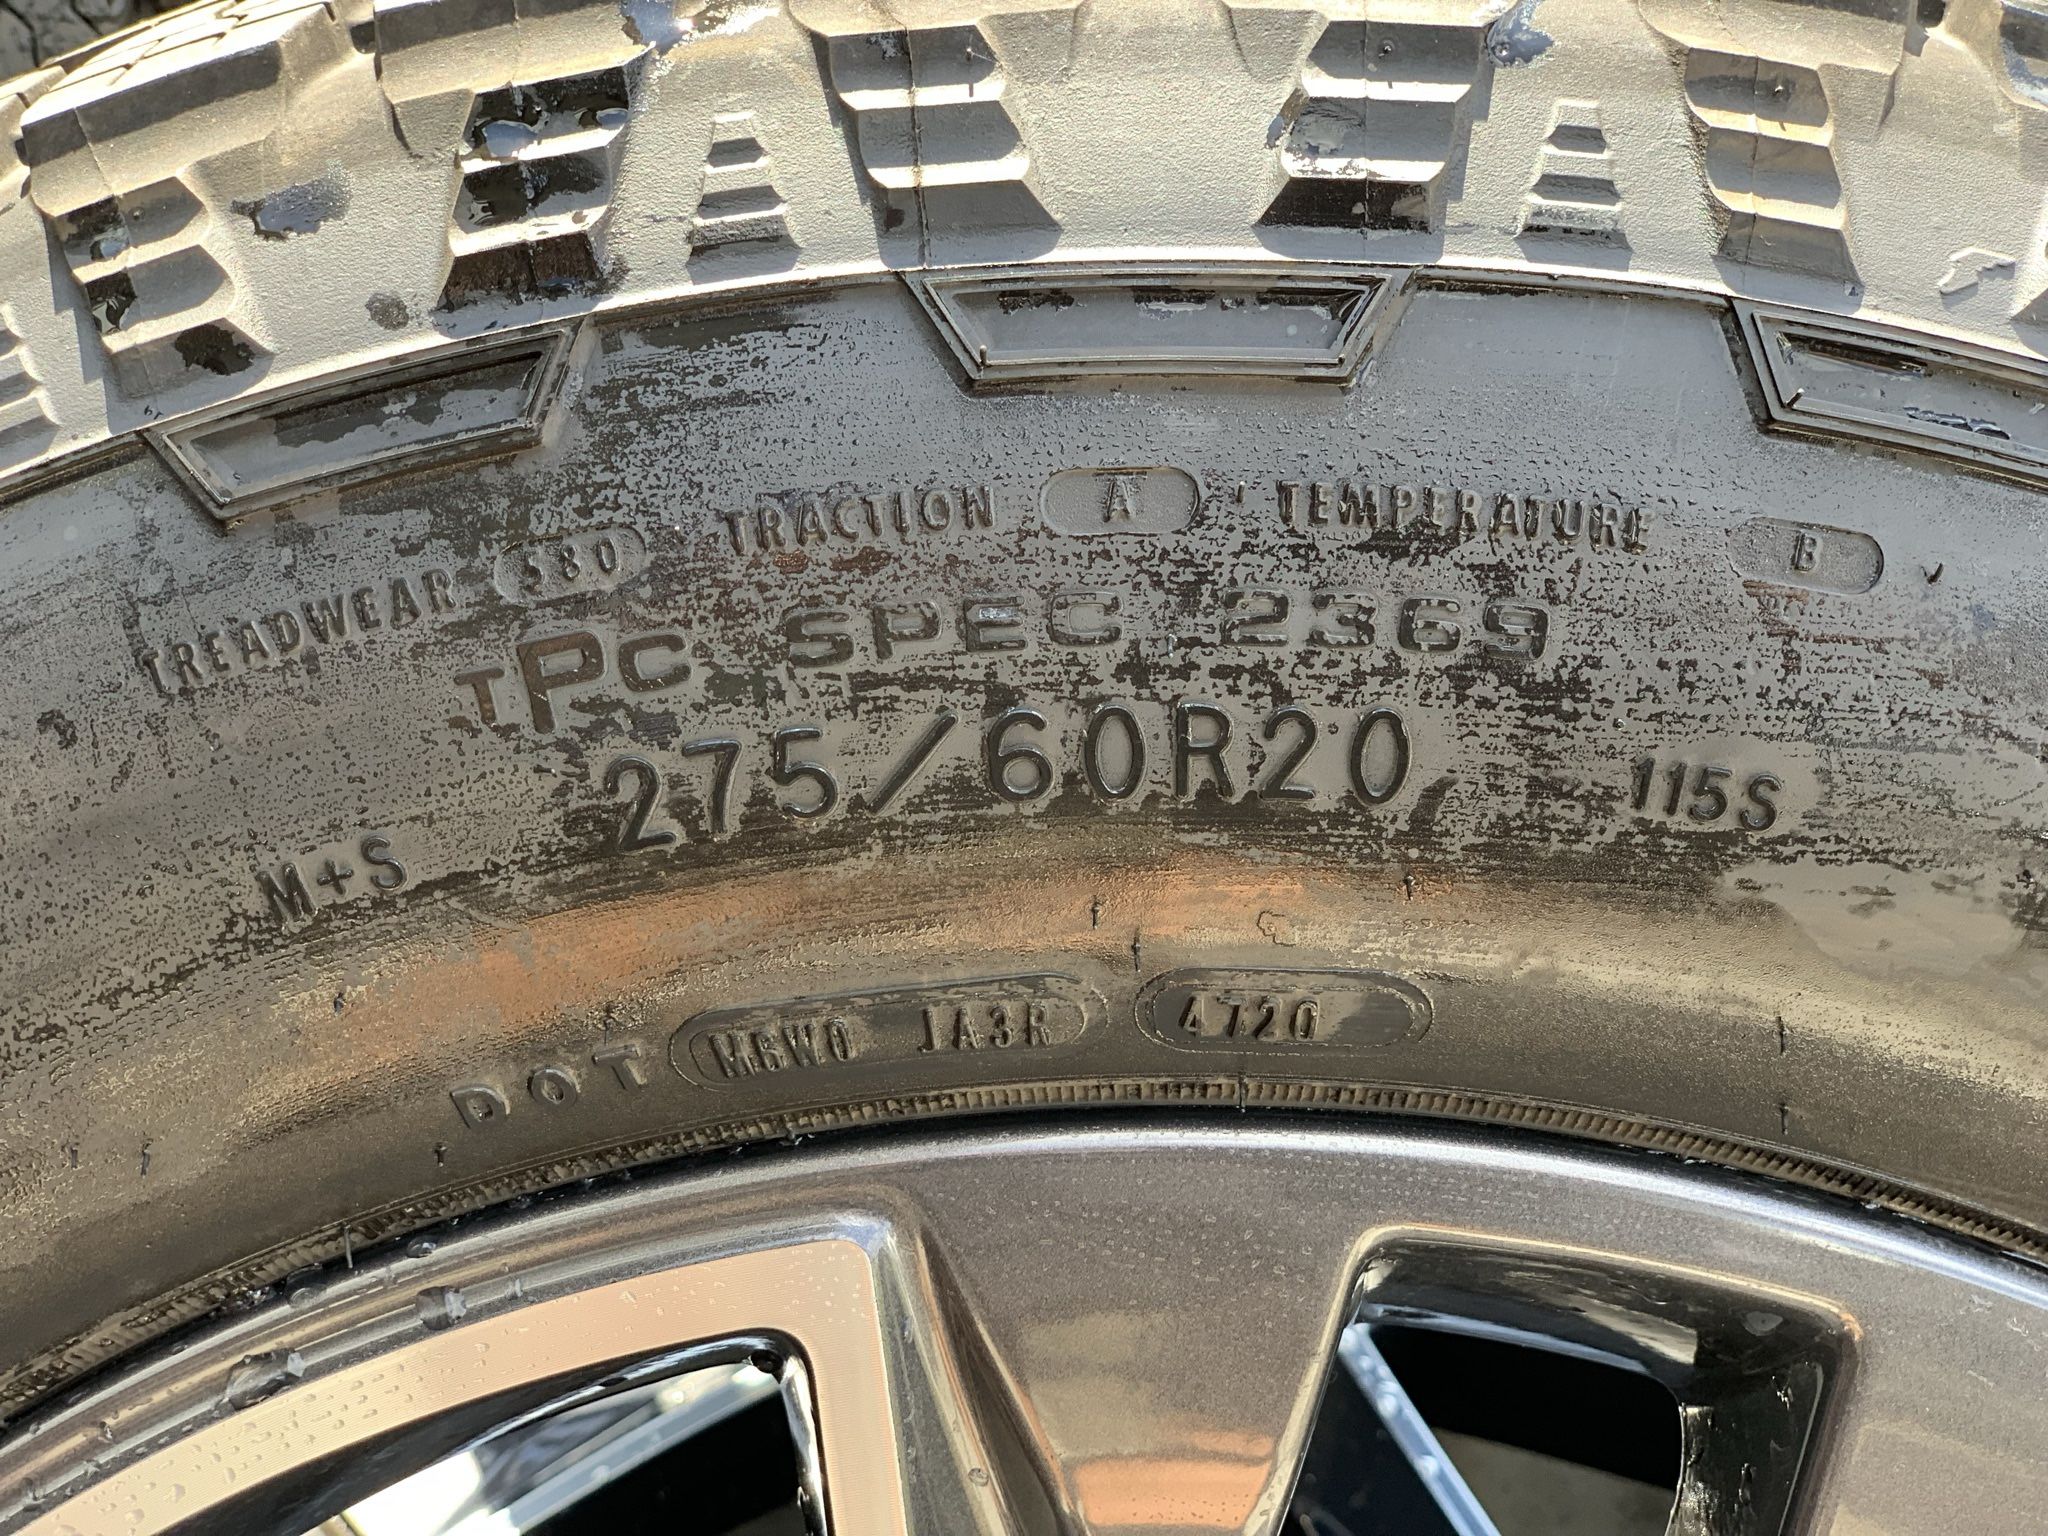 TREADWEAR 580 · TRACTION A · TEMPERATURE B
TPC SPEC 2369
275/60R20 115S
M+S
DOT M6W0 JA3R 4720